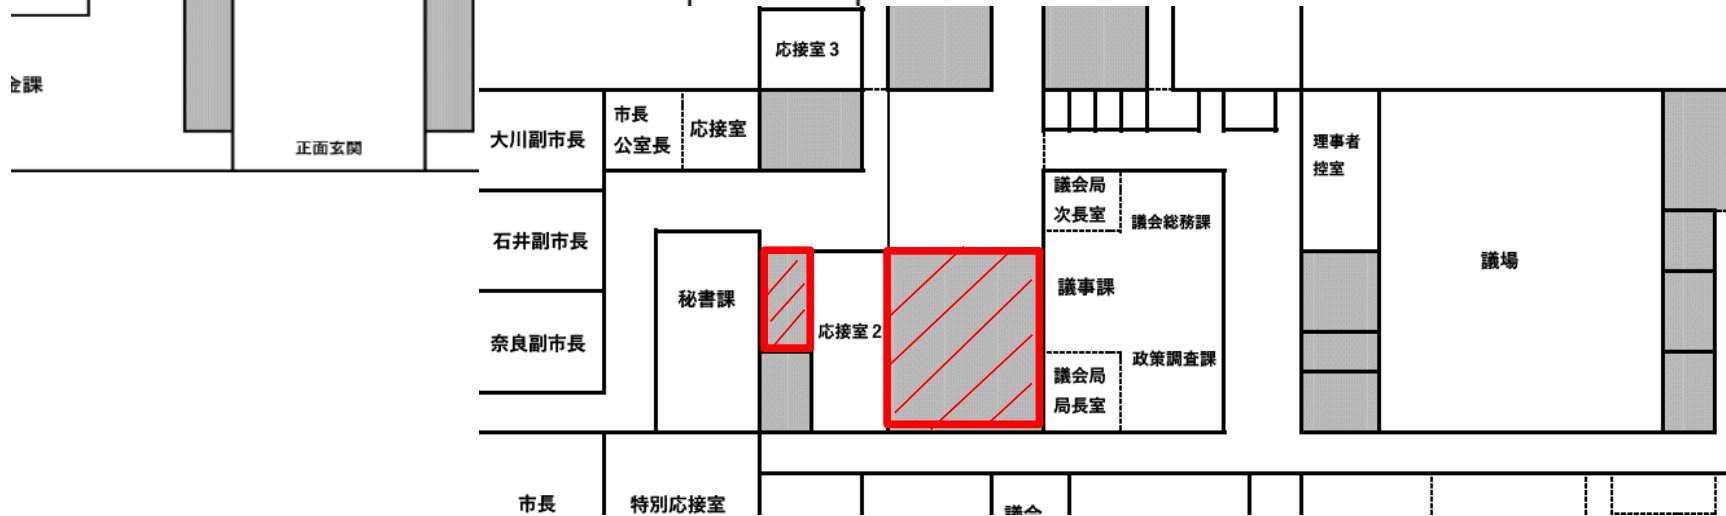 応接室3
金課
正面玄関
大川副市長
市長
公室長
応接室
理事者
控室
石井副市長
議会局
次長室
議会総務課
秘書課
議事課
議場
奈良副市長
応接室2
政策調査課
議会局
局長室
市長
特別応接室
議会